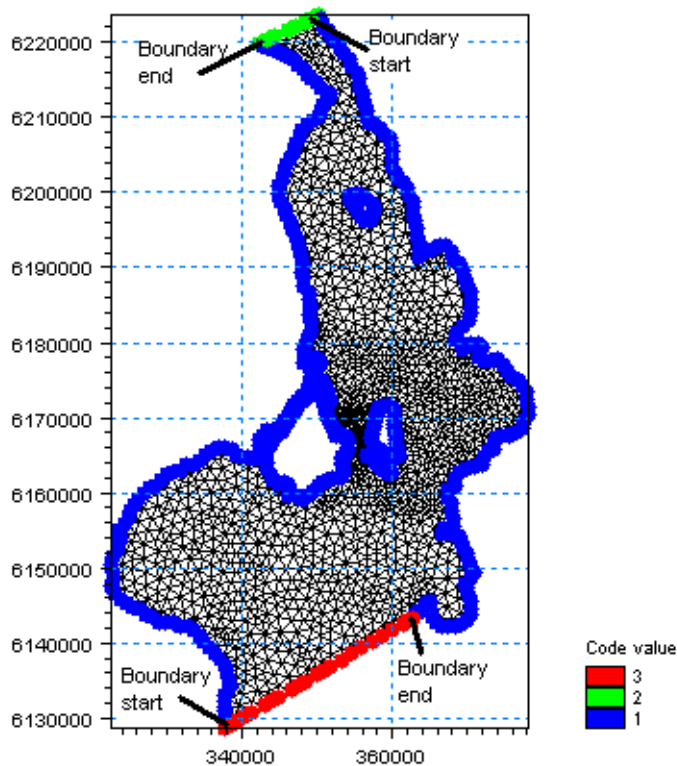 6220000
Boundary
end
Boundary
start
6210000
6200000
6190000
6180000
6170000
6160000
6150000
6140000
Boundary
start
Boundary
end
6130000
340000
360000
Code value
3
2
1